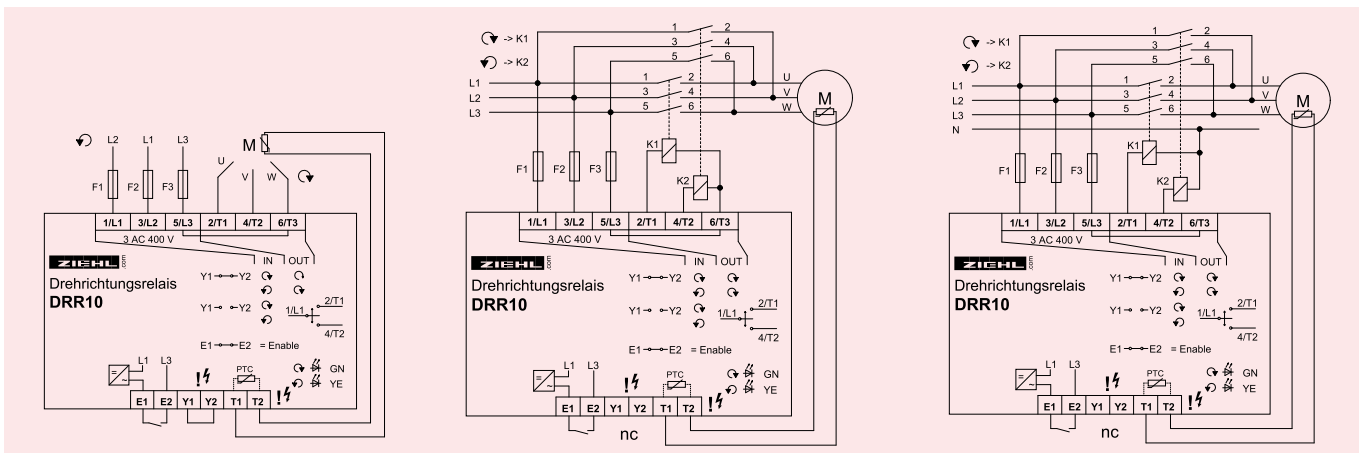 L2 L1 L3
M
U
V W
F1 F2 F3
1/L1 3/L2 5/L3 2/T1 4/T2 6/T3
3 AC 400 V
ZIEHL
.com
IN OUT
Drehrichtungsrelais
DRR10
Y1 Y2
Y1 Y2
1/L1
2/T1
4/T2
E1 E2 = Enable
= ~
L1 L3
PTC
GN
YE
E1 E2 Y1 Y2 T1 T2
!
!
-> K1
-> K2
1 2
3 4
5 6
L1
L2
L3
1 2
3 4
5 6
U
V
W
M
K1
K2
F1 F2 F3
1/L1 3/L2 5/L3 2/T1 4/T2 6/T3
3 AC 400 V
ZIEHL
.com
IN OUT
Drehrichtungsrelais
DRR10
Y1 Y2
Y1 Y2
1/L1
2/T1
4/T2
E1 E2 = Enable
= ~
L1 L3
PTC
GN
YE
E1 E2 Y1 Y2 T1 T2
!
!
nc
-> K1
-> K2
1 2
3 4
5 6
L1
L2
L3
N
1 2
3 4
5 6
U
V
W
M
K1
K2
F1 F2 F3
1/L1 3/L2 5/L3 2/T1 4/T2 6/T3
3 AC 400 V
ZIEHL
.com
IN OUT
Drehrichtungsrelais
DRR10
Y1 Y2
Y1 Y2
1/L1
2/T1
4/T2
E1 E2 = Enable
= ~
L1 L3
PTC
GN
YE
E1 E2 Y1 Y2 T1 T2
!
!
nc